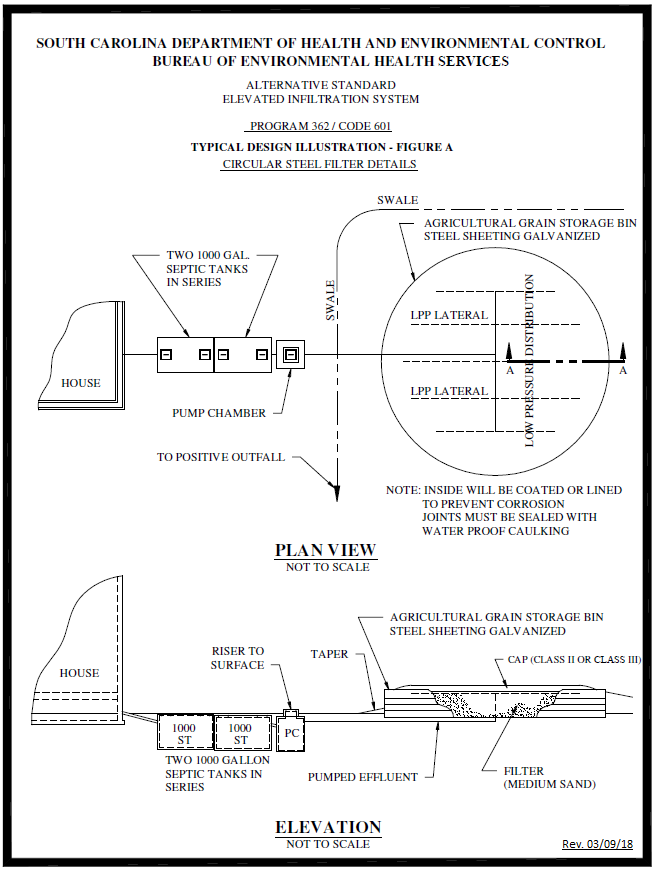 SOUTH CAROLINA DEPARTMENT OF HEALTH AND ENVIRONMENTAL CONTROL
BUREAU OF ENVIRONMENTAL HEALTH SERVICES
ALTERNATIVE STANDARD
ELEVATED INFILTRATION SYSTEM
PROGRAM 362 / CODE 601
TYPICAL DESIGN ILLUSTRATION - FIGURE A
CIRCULAR STEEL FILTER DETAILS
SWALE
AGRICULTURAL GRAIN STORAGE BIN
STEEL SHEETING GALVANIZED
TWO 1000 GAL.
SEPTIC TANKS
IN SERIES
SWALE
LPP LATERAL
LOW PRESSURE DISTRIBUTION
A
A
HOUSE
LPP LATERAL
PUMP CHAMBER
TO POSITIVE OUTFALL
NOTE: INSIDE WILL BE COATED OR LINED
TO PREVENT CORROSION
JOINTS MUST BE SEALED WITH
WATER PROOF CAULKING
PLAN VIEW
NOT TO SCALE
AGRICULTURAL GRAIN STORAGE BIN
STEEL SHEETING GALVANIZED
RISER TO
SURFACE
TAPER
CAP (CLASS II OR CLASS III)
HOUSE
1000
ST
1000
ST
PC
TWO 1000 GALLON
SEPTIC TANKS IN
SERIES
PUMPED EFFLUENT
FILTER
(MEDIUM SAND)
ELEVATION
NOT TO SCALE
Rev. 03/09/18